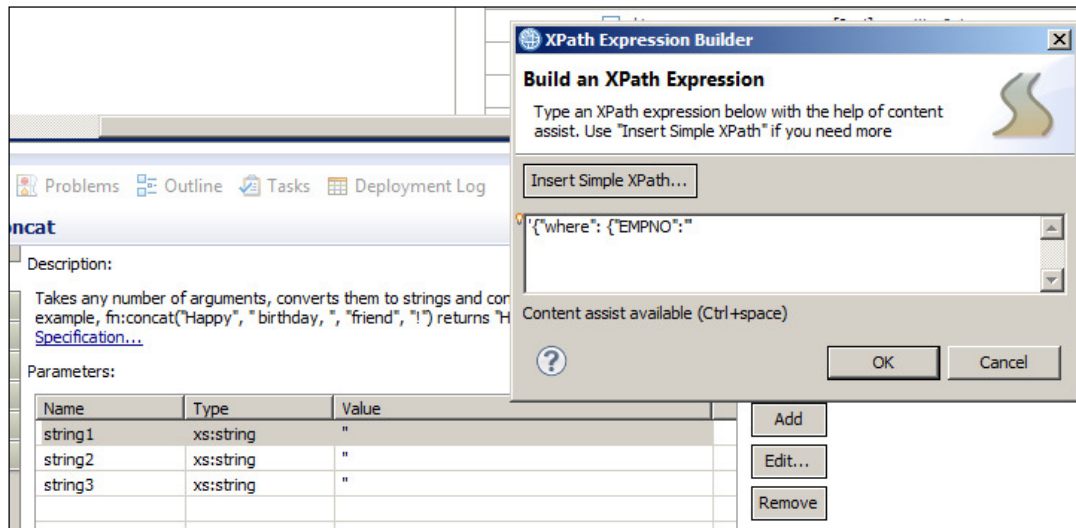 XPath Expression Builder
Build an XPath Expression
Type an XPath expression below with the help of content
assist. Use "Insert Simple XPath" if you need more
Insert Simple XPath...
'{"where": {"EMPNO":"'
Content assist available (Ctrl+space)
OK
Cancel
Problems
Outline
Tasks
Deployment Log
oncat
Description:
Takes any number of arguments, converts them to strings and con
example, fn:concat("Happy", " birthday, ", "friend", "!") returns "H
Specification...
Parameters:
Name Type Value
string1 xs:string ''
string2 xs:string ''
string3 xs:string ''
Add
Edit...
Remove